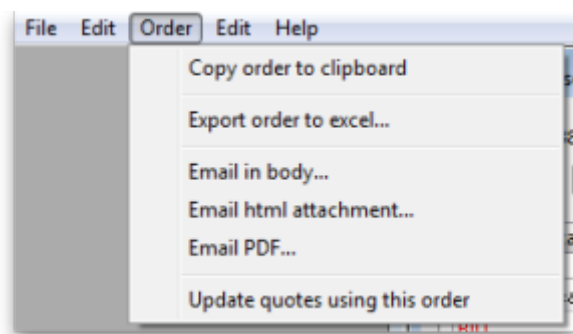 File Edit Order Edit Help
Copy order to clipboard
Export order to excel...
Email in body...
Email html attachment...
Email PDF...
Update quotes using this order